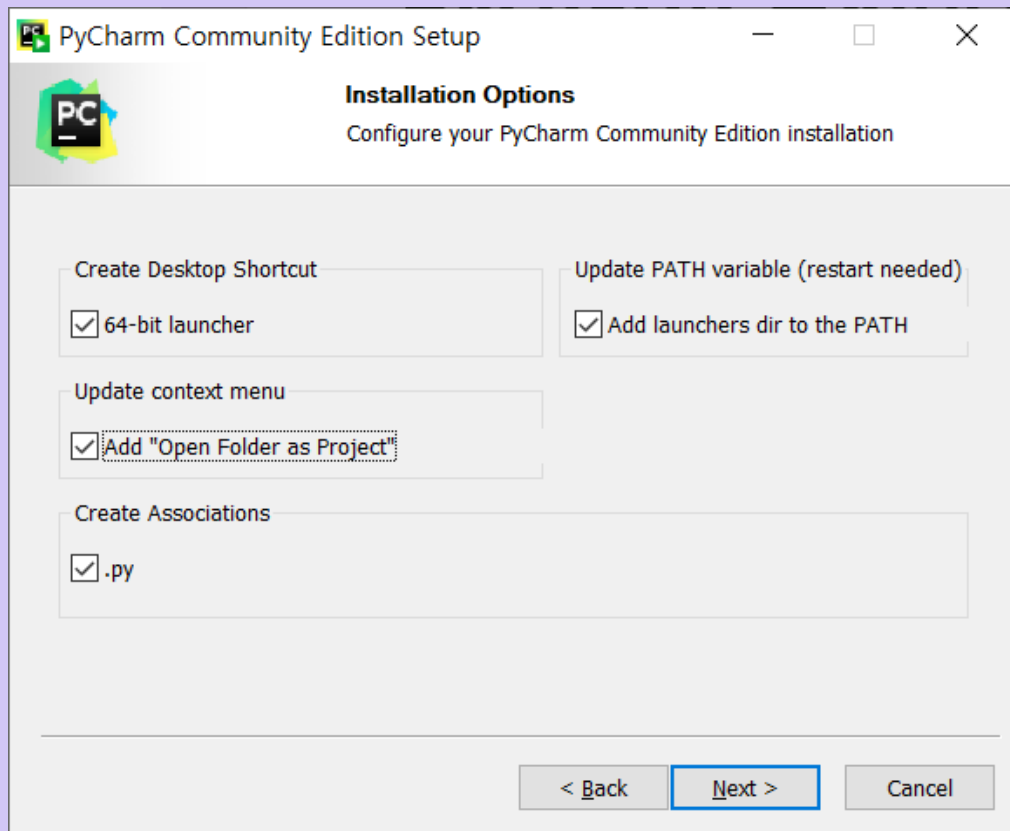 PC PyCharm Community Edition Setup
PC
Installation Options
Configure your PyCharm Community Edition installation
Create Desktop Shortcut
64-bit launcher
Update PATH variable (restart needed)
Add launchers dir to the PATH
Update context menu
Add "Open Folder as Project"
Create Associations
.py
< Back
Next >
Cancel